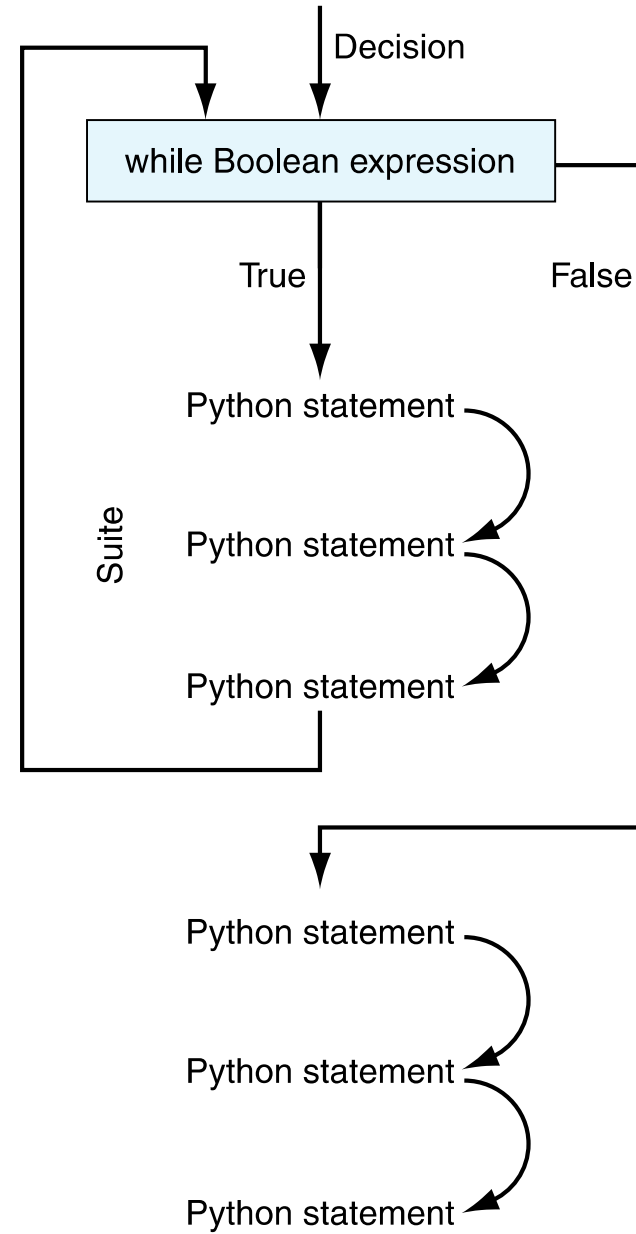 Decision
while Boolean expression
True
False
Python statement
Python statement
Suite
Python statement
Python statement
Python statement
Python statement